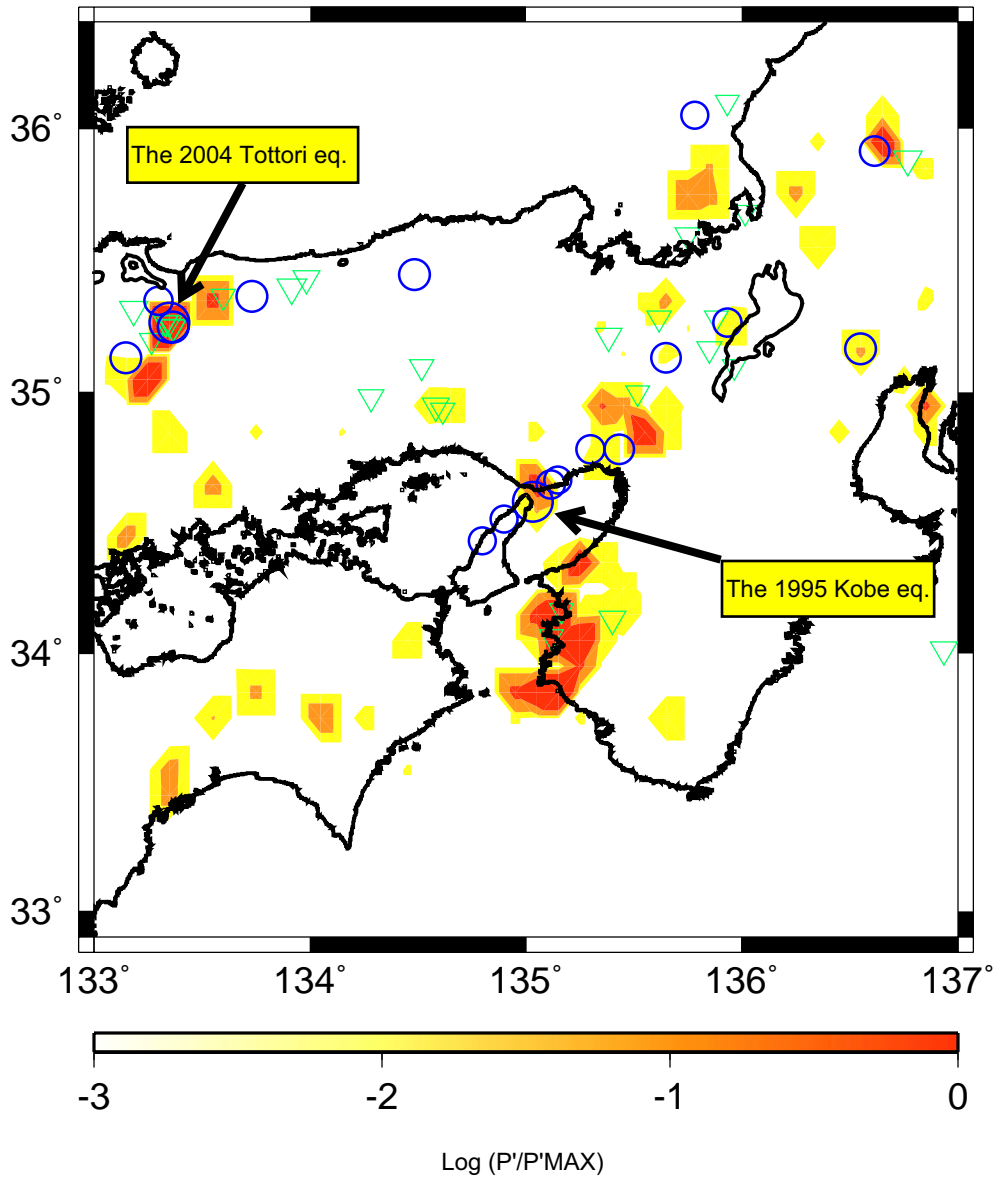 36°
The 2004 Tottori eq.
35°
The 1995 Kobe eq.
34°
33°
133° 134° 135° 136° 137°
-3 -2 -1 0
Log (P'/P'MAX)